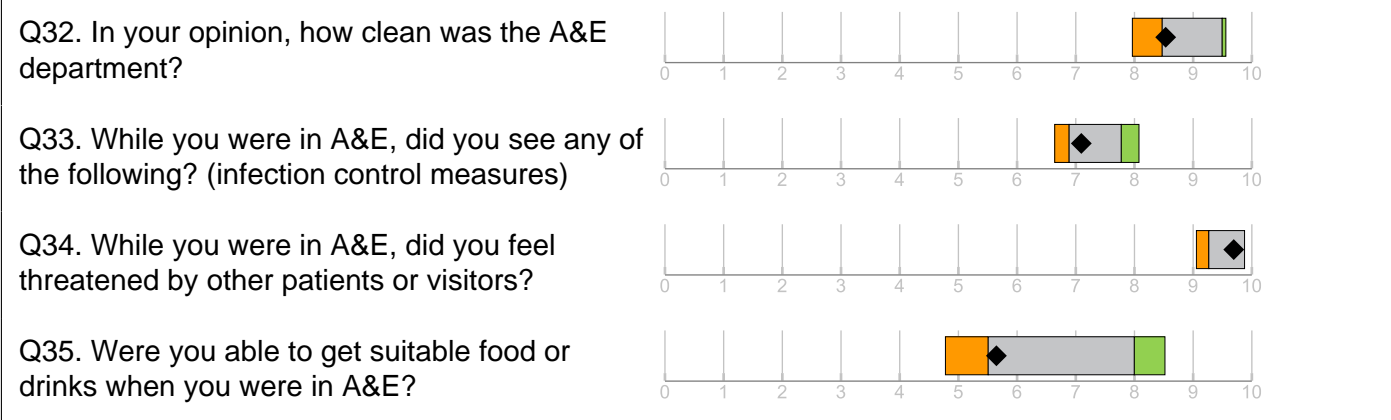 Q32. In your opinion, how clean was the A&E
department?
0 1 2 3 4 5 6 7 8 9 10
Q33. While you were in A&E, did you see any of
the following? (infection control measures)
0 1 2 3 4 5 6 7 8 9 10
Q34. While you were in A&E, did you feel
threatened by other patients or visitors?
0 1 2 3 4 5 6 7 8 9 10
Q35. Were you able to get suitable food or
drinks when you were in A&E?
0 1 2 3 4 5 6 7 8 9 10